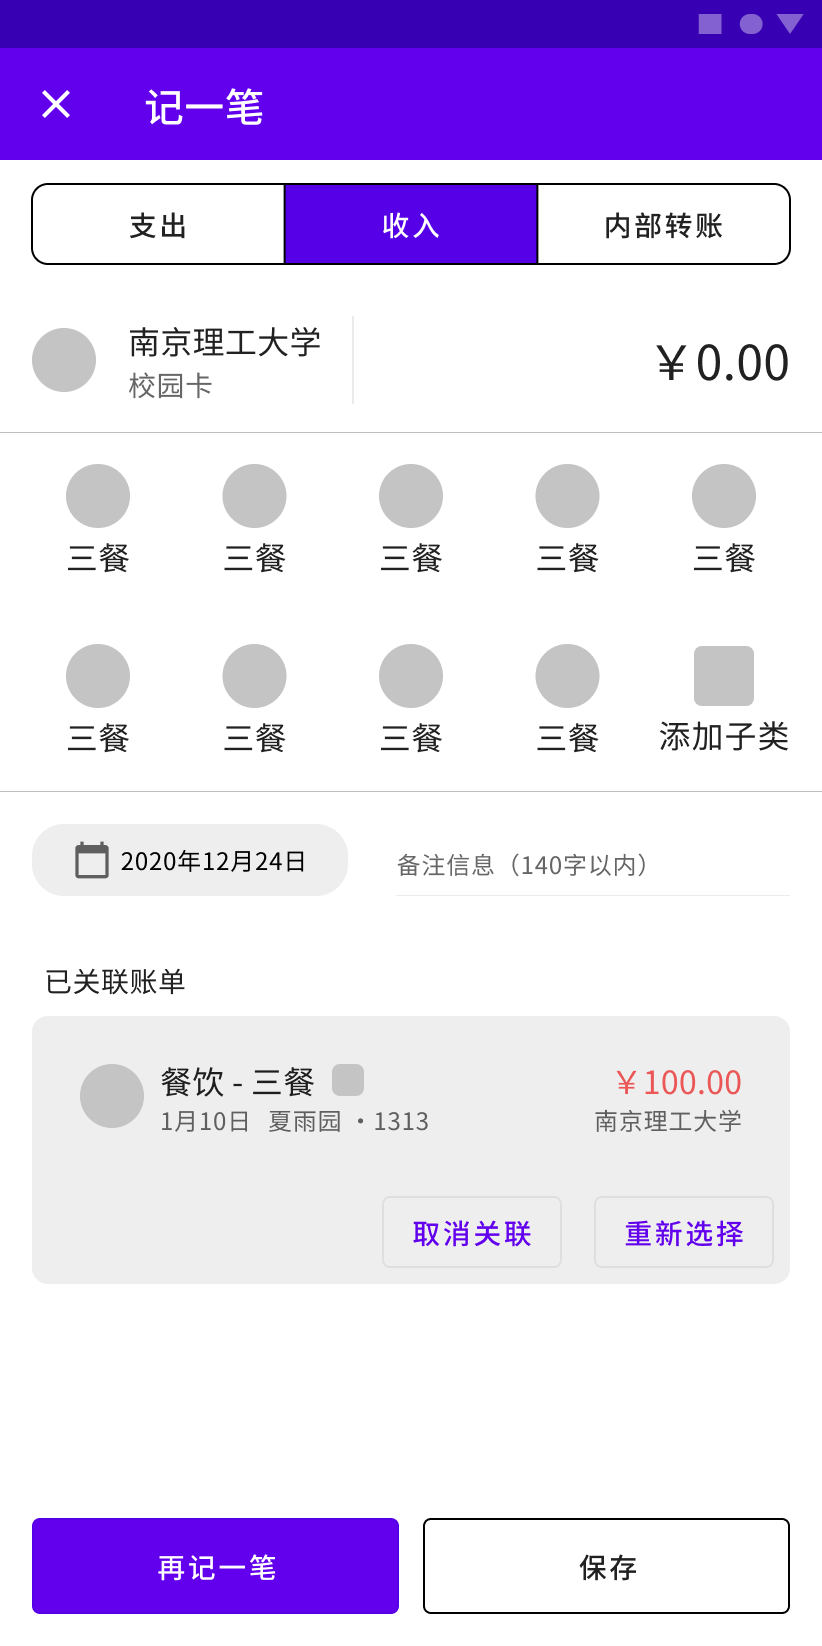 记一笔
支出 收入 内部转账
南京理工大学
校园卡
￥0.00
三餐 三餐 三餐 三餐 三餐
三餐 三餐 三餐 三餐 添加子类
2020年12月24日
备注信息（140字以内）
已关联账单
餐饮 - 三餐 ￥100.00
1月10日 夏雨园 ・1313 南京理工大学
取消关联 重新选择
再记一笔 保存